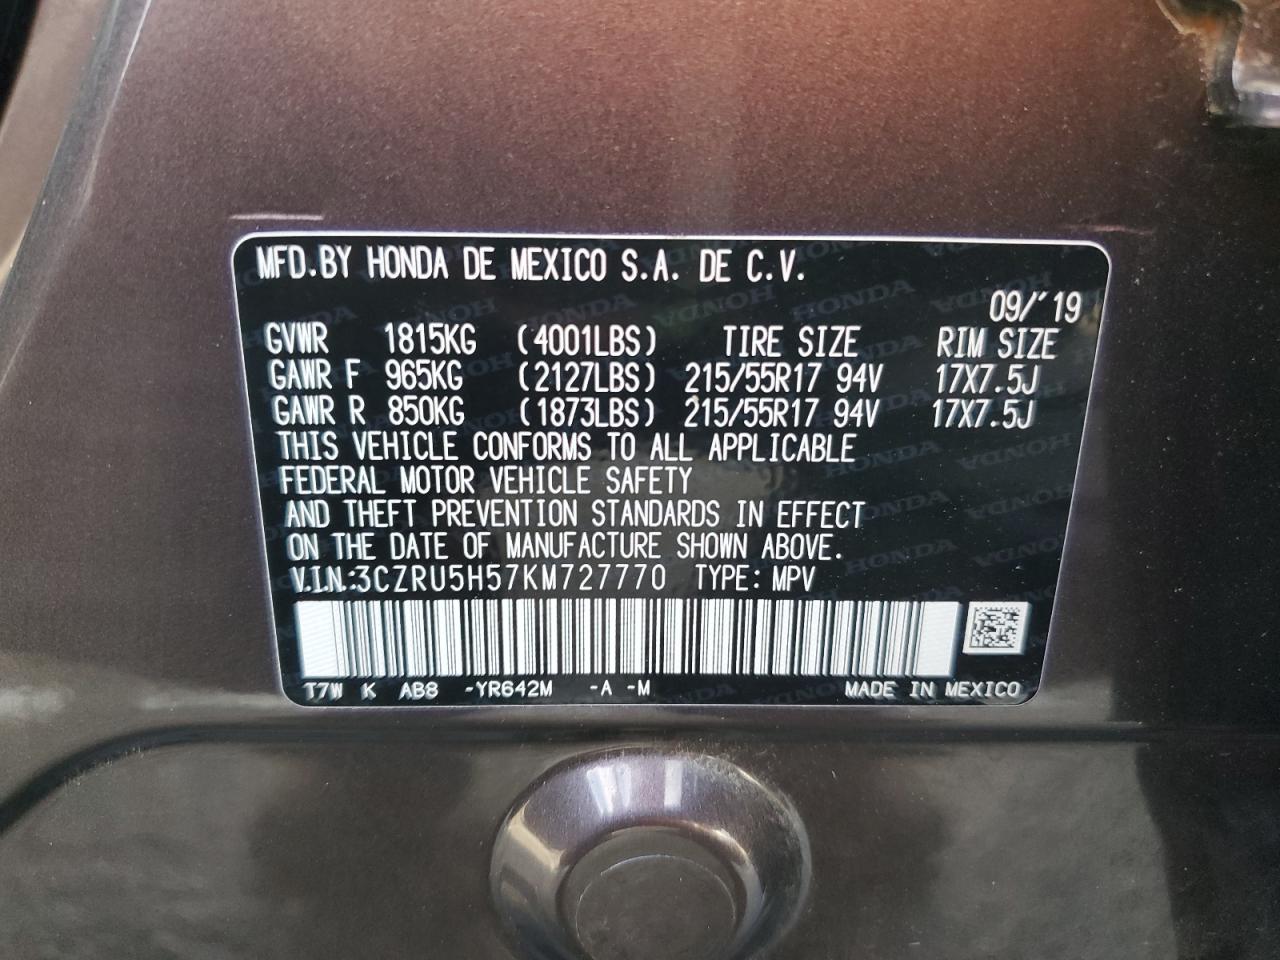 MFD.BY HONDA DE MEXICO S.A. DE C.V.
09/'19
GVWR 1815KG (4001LBS) TIRE SIZE RIM SIZE
GAWR F 965KG (2127LBS) 215/55R17 94V 17X7.5J
GAWR R 850KG (1873LBS) 215/55R17 94V 17X7.5J
THIS VEHICLE CONFORMS TO ALL APPLICABLE
FEDERAL MOTOR VEHICLE SAFETY
AND THEFT PREVENTION STANDARDS IN EFFECT
ON THE DATE OF MANUFACTURE SHOWN ABOVE.
V.I.N.:3CZRU5H57KM727770 TYPE: MPV
T7W K AB8 -YR642M -A -M MADE IN MEXICO